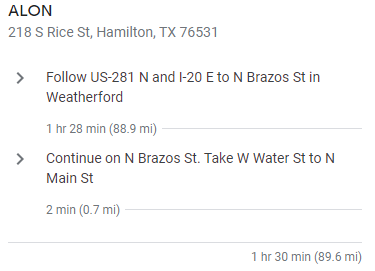 ALON
218 S Rice St, Hamilton, TX 76531
Follow US-281 N and I-20 E to N Brazos St in
Weatherford
1 hr 28 min (88.9 mi)
Continue on N Brazos St. Take W Water St to N
Main St
2 min (0.7 mi)
1 hr 30 min (89.6 mi)